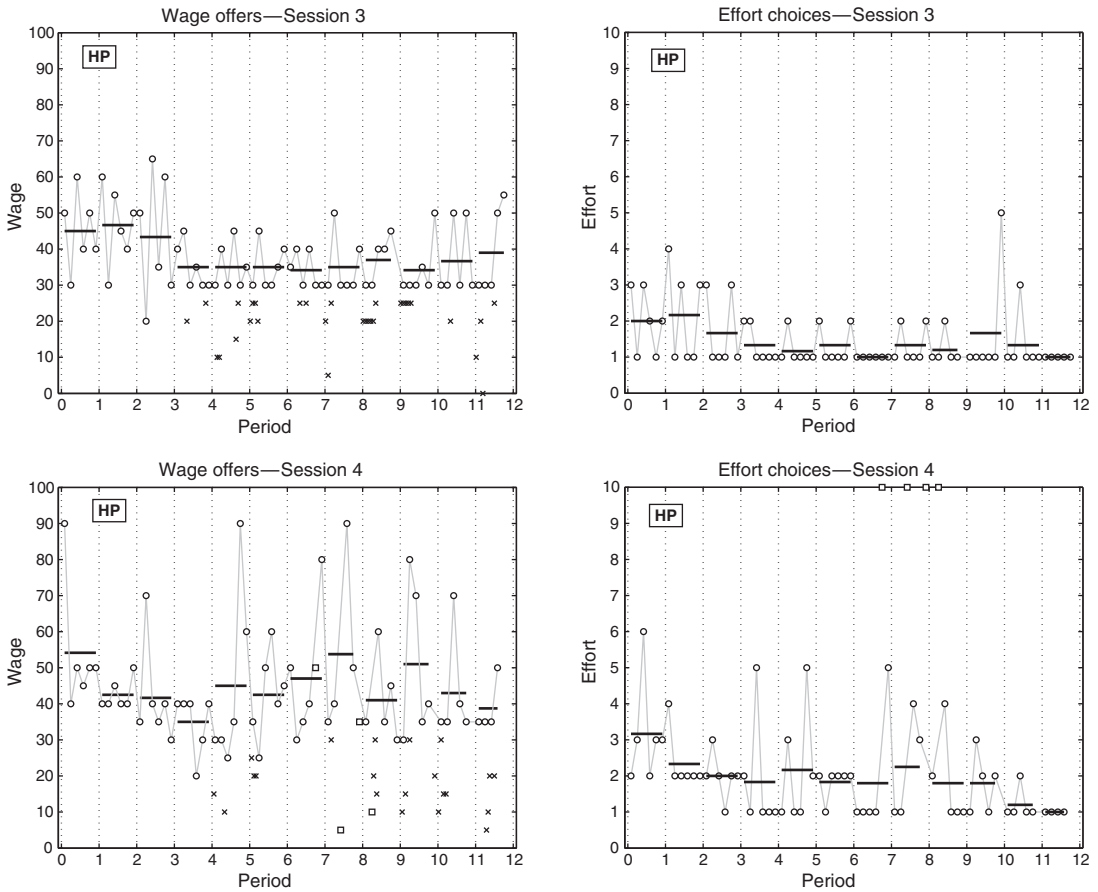 Wage offers—Session 3
HP
Wage
100
90
80
70
60
50
40
30
20
10
0
0 1 2 3 4 5 6 7 8 9 10 11 12
Period
Effort choices—Session 3
HP
Effort
10
9
8
7
6
5
4
3
2
1
0
0 1 2 3 4 5 6 7 8 9 10 11 12
Period
Wage offers—Session 4
HP
Wage
100
90
80
70
60
50
40
30
20
10
0
0 1 2 3 4 5 6 7 8 9 10 11 12
Period
Effort choices—Session 4
HP
Effort
10
9
8
7
6
5
4
3
2
1
0
0 1 2 3 4 5 6 7 8 9 10 11 12
Period